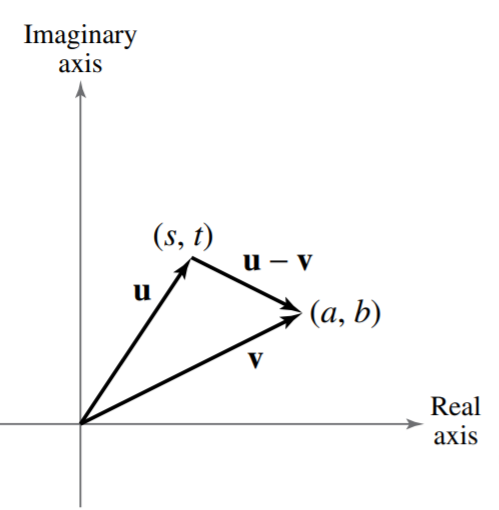 Imaginary
axis
(s, t)
u − v
u
(a, b)
v
Real
axis